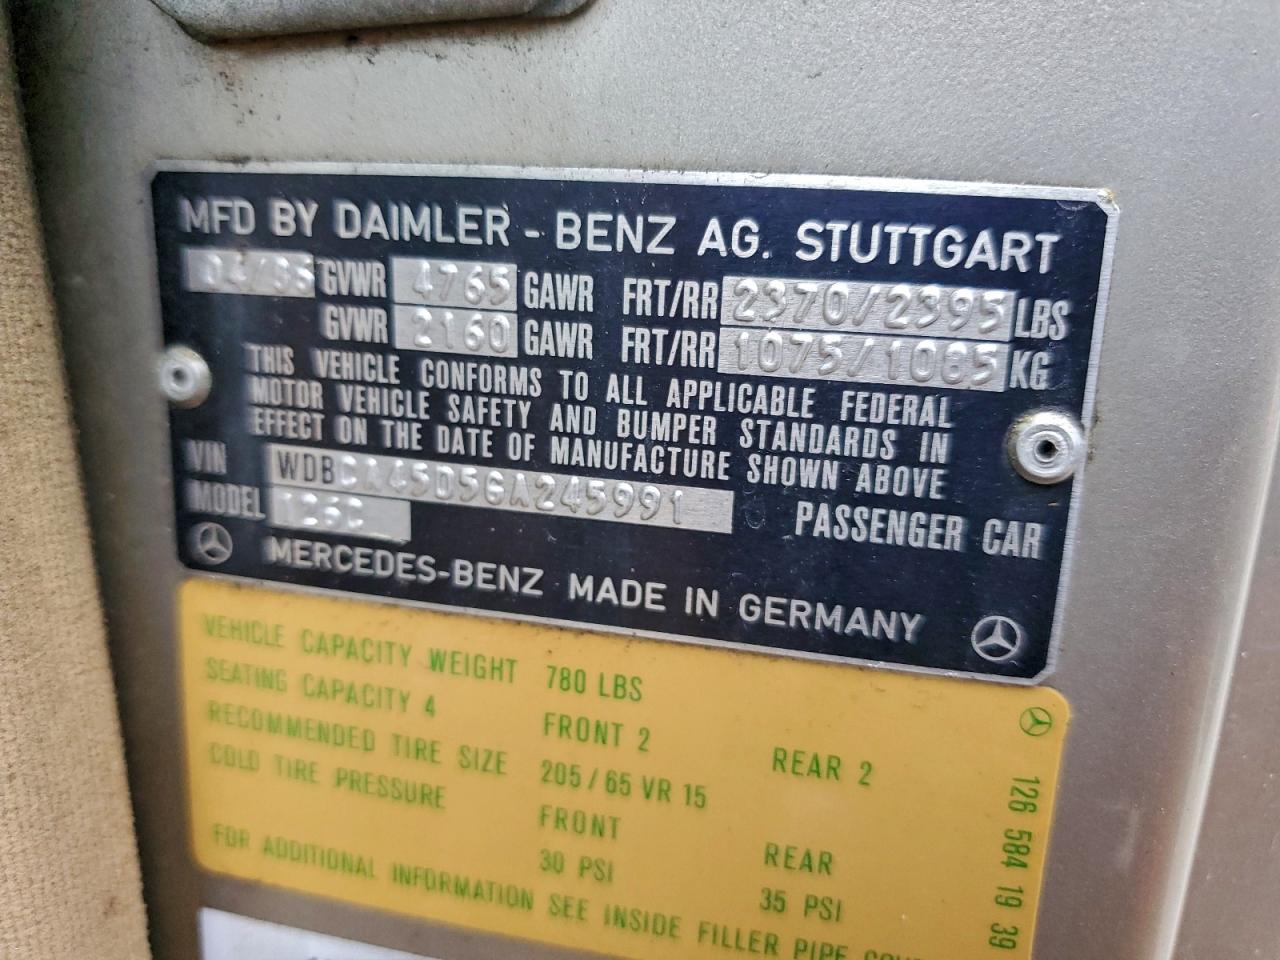 MFD BY DAIMLER - BENZ AG. STUTTGART
04/86 GVWR 4765 GAWR FRT/RR 2370/2395 LBS
GVWR 2160 GAWR FRT/RR 1075/1085 KG
THIS VEHICLE CONFORMS TO ALL APPLICABLE FEDERAL
MOTOR VEHICLE SAFETY AND BUMPER STANDARDS IN
EFFECT ON THE DATE OF MANUFACTURE SHOWN ABOVE
VIN WDBCA45D5GA245991
MODEL 126C PASSENGER CAR
MERCEDES-BENZ MADE IN GERMANY
VEHICLE CAPACITY WEIGHT 780 LBS
SEATING CAPACITY 4 FRONT 2 REAR 2
RECOMMENDED TIRE SIZE 205/65 VR 15
COLD TIRE PRESSURE FRONT REAR
30 PSI 35 PSI
FOR ADDITIONAL INFORMATION SEE INSIDE FILLER PIPE
126 584 19 39